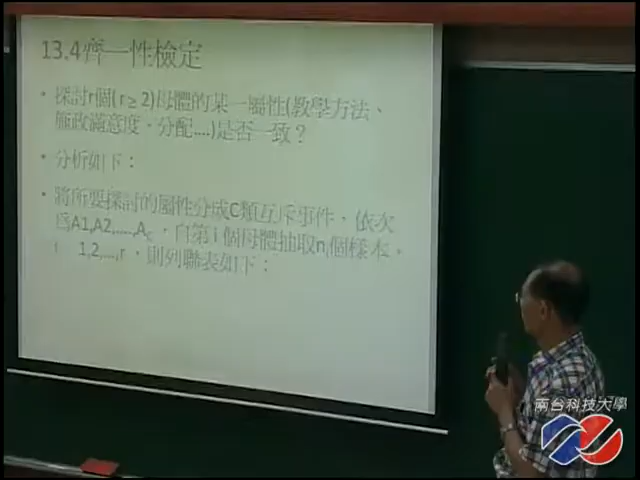 13.4齊一性檢定
• 探討r個(r≥2)母體的某一屬性(教學方法、
施政滿意度、分配....)是否一致？
• 分析如下：
• 將所要探討的屬性分成C類互斥事件，依次
為A1,A2,....,Ac，自第i個母體抽取ni個樣本，
i 1,2,...,r，則列聯表如下：
南台科技大學